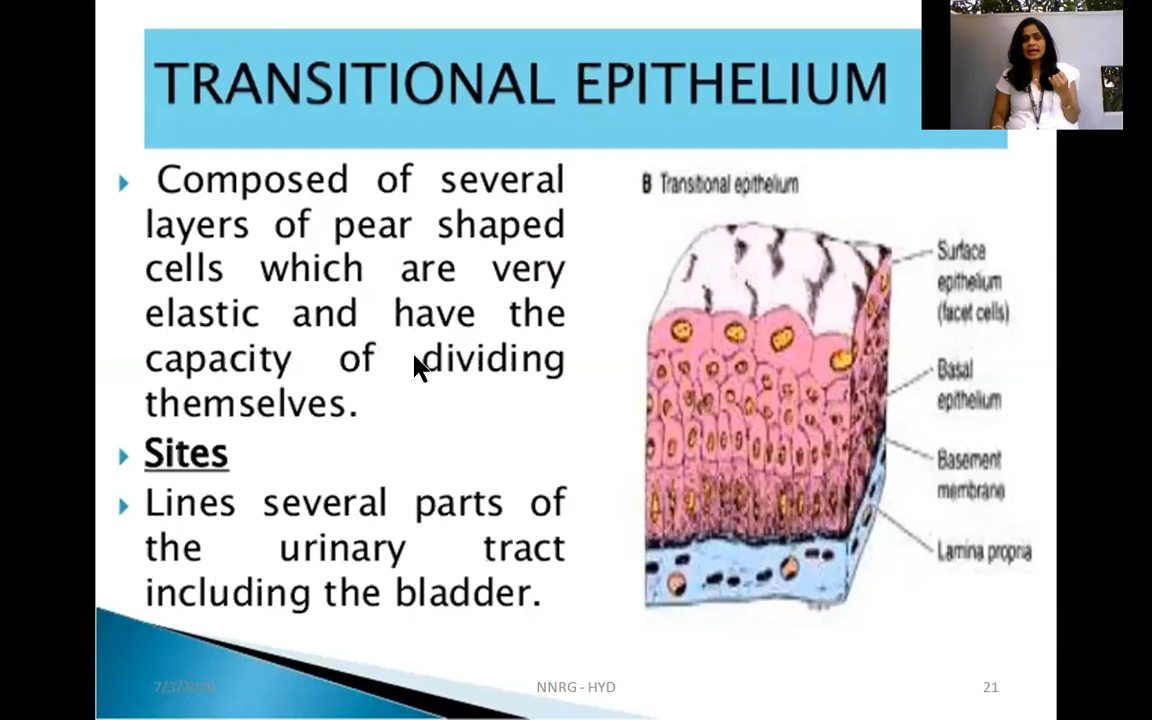 TRANSITIONAL EPITHELIUM
Composed of several
layers of pear shaped
cells which are very
elastic and have the
capacity of dividing
themselves.
Sites
Lines several parts of
the urinary tract
including the bladder.
B Transitional epithelium
Surface
epithelium
(facet cells)
Basal
epithelium
Basement
membrane
Lamina propria
7/3/2020
NNRG - HYD
21